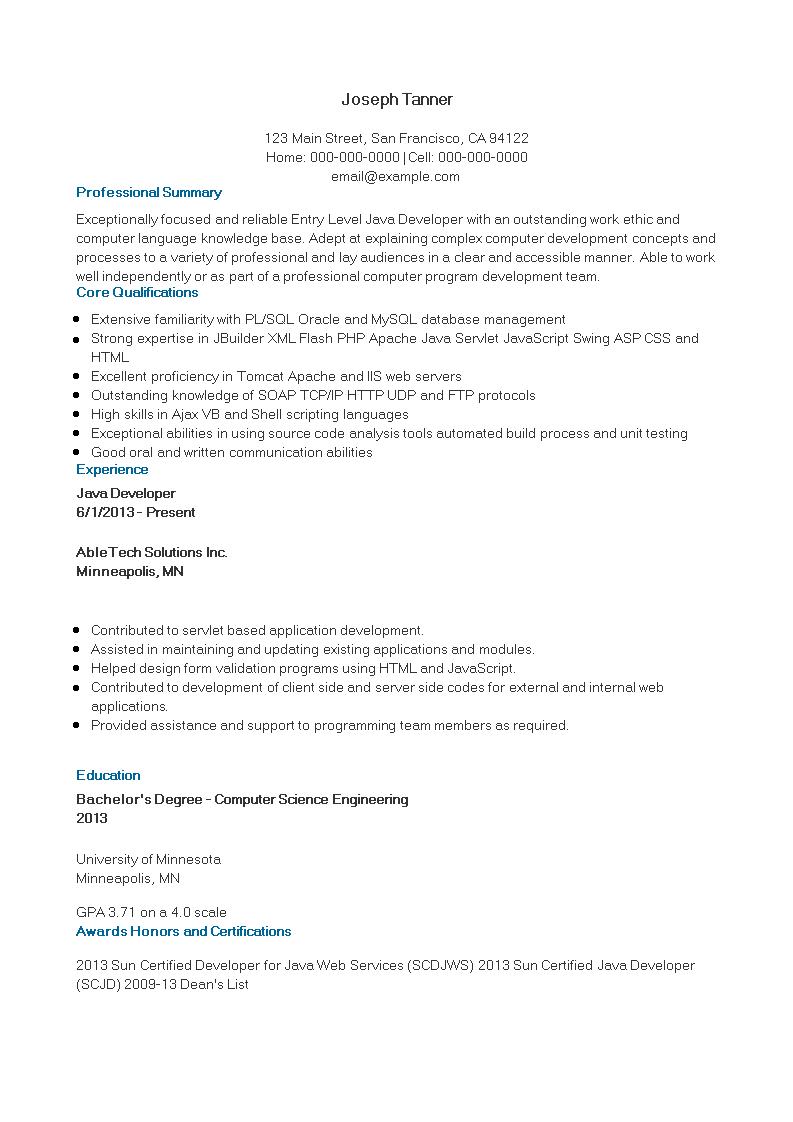 Joseph Tanner
123 Main Street, San Francisco, CA 94122
Home: 000-000-0000|Cell: 000-000-0000
email@example.com
Professional Summary
Exceptionally focused and reliable Entry Level Java Developer with an outstanding work ethic and
computer language knowledge base. Adept at explaining complex computer development concepts and
processes to a variety of professional and lay audiences in a clear and accessible manner. Able to work
well independently or as part of a professional computer program development team.
Core Qualifications
● Extensive familiarity with PL/SQL Oracle and MySQL database management
● Strong expertise in JBuilder XML Flash PHP Apache Java Servlet JavaScript Swing ASP CSS and
HTML
● Excellent proficiency in Tomcat Apache and IIS web servers
● Outstanding knowledge of SOAP TCP/IP HTTP UDP and FTP protocols
● High skills in Ajax VB and Shell scripting languages
● Exceptional abilities in using source code analysis tools automated build process and unit testing
● Good oral and written communication abilities
Experience
Java Developer
6/1/2013 - Present
AbleTech Solutions Inc.
Minneapolis, MN
● Contributed to servlet based application development.
● Assisted in maintaining and updating existing applications and modules.
● Helped design form validation programs using HTML and JavaScript.
● Contributed to development of client side and server side codes for external and internal web
applications.
● Provided assistance and support to programming team members as required.
Education
Bachelor's Degree - Computer Science Engineering
2013
University of Minnesota
Minneapolis, MN
GPA 3.71 on a 4.0 scale
Awards Honors and Certifications
2013 Sun Certified Developer for Java Web Services (SCDJWS) 2013 Sun Certified Java Developer
(SCJD) 2009-13 Dean's List